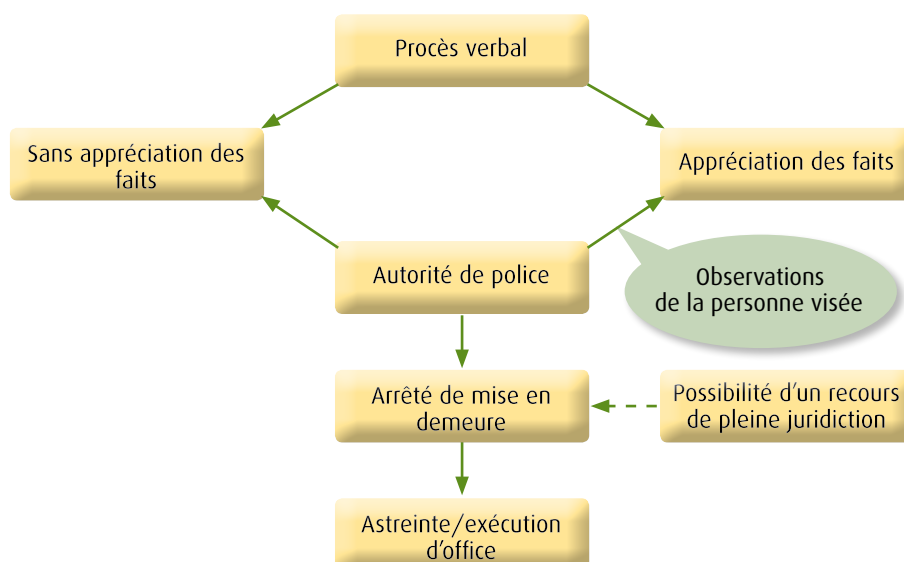 Procès verbal
Sans appréciation des
faits
Appréciation des faits
Autorité de police
Observations
de la personne visée
Arrêté de mise en
demeure
Possibilité d'un recours
de pleine juridiction
Astreinte/exécution
d'office